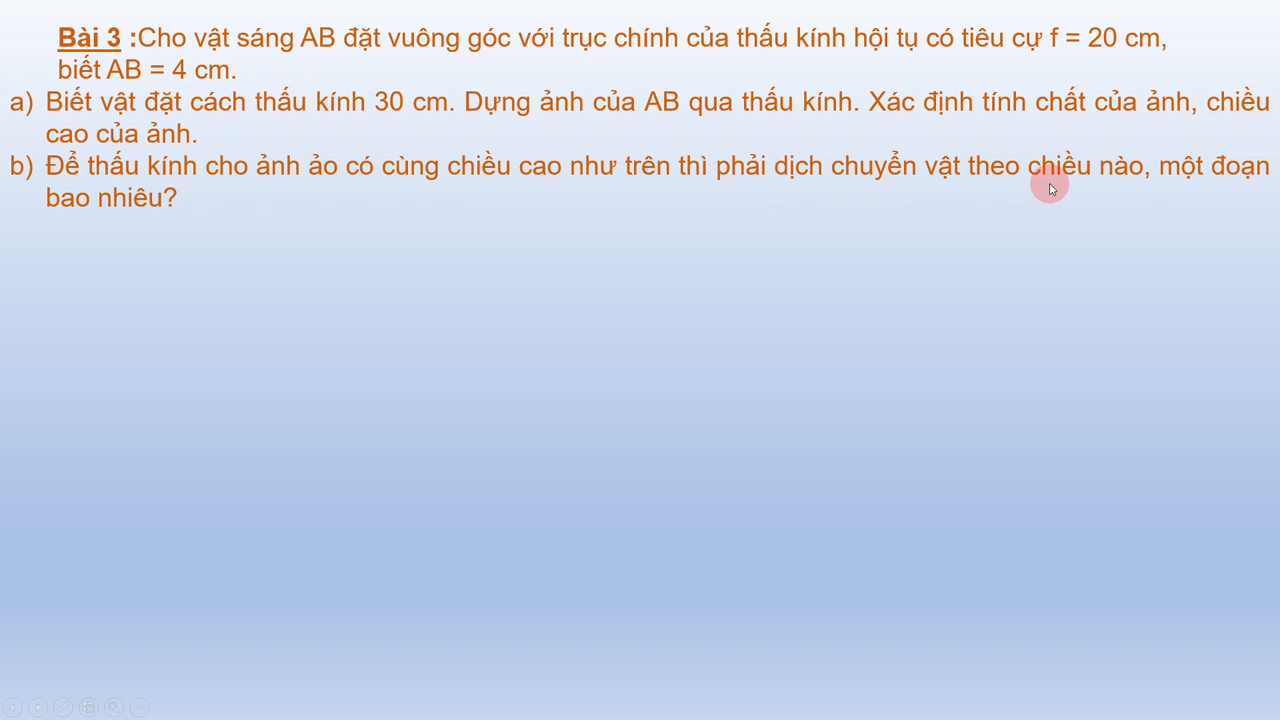 Bài 3 :Cho vật sáng AB đặt vuông góc với trục chính của thấu kính hội tụ có tiêu cự f = 20 cm,
biết AB = 4 cm.
a) Biết vật đặt cách thấu kính 30 cm. Dựng ảnh của AB qua thấu kính. Xác định tính chất của ảnh, chiều
cao của ảnh.
b) Để thấu kính cho ảnh ảo có cùng chiều cao như trên thì phải dịch chuyển vật theo chiều nào, một đoạn
bao nhiêu?